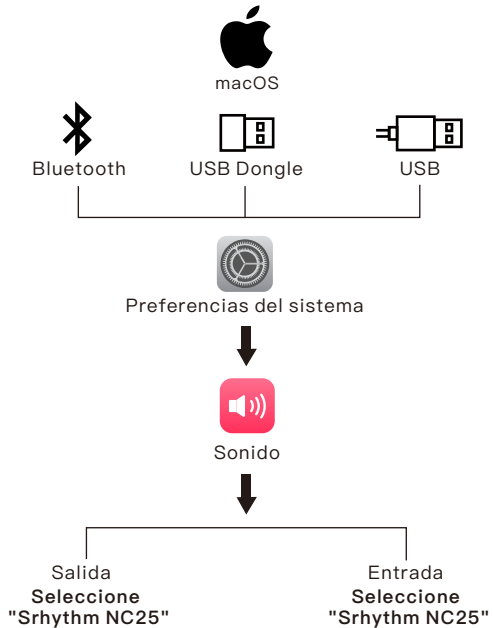 macOS
Bluetooth
USB Dongle
USB
Preferencias del sistema
Sonido
Salida
Seleccione
"Srhythm NC25"
Entrada
Seleccione
"Srhythm NC25"